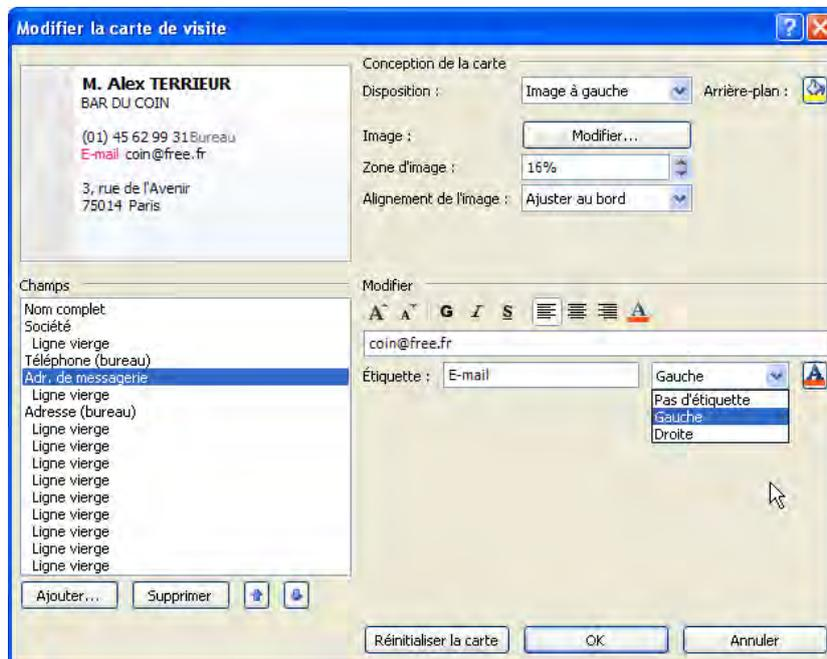 Modifier la carte de visite
M. Alex TERRIEUR
BAR DU COIN
(01) 45 62 99 31Bureau
E-mail coin@free.fr
3, rue de l'Avenir
75014 Paris
Conception de la carte
Disposition : Image à gauche Arrière-plan :
Image : Modifier...
Zone d'image : 16%
Alignement de l'image : Ajuster au bord
Champs
Nom complet
Société
Ligne vierge
Téléphone (bureau)
Adr. de messagerie
Ligne vierge
Adresse (bureau)
Ligne vierge
Ligne vierge
Ligne vierge
Ligne vierge
Ligne vierge
Ligne vierge
Ligne vierge
Ligne vierge
Ligne vierge
Ajouter... Supprimer
Modifier
A A G I S A
coin@free.fr
Étiquette : E-mail Gauche A
Pas d'étiquette
Gauche
Droite
Réinitialiser la carte OK Annuler